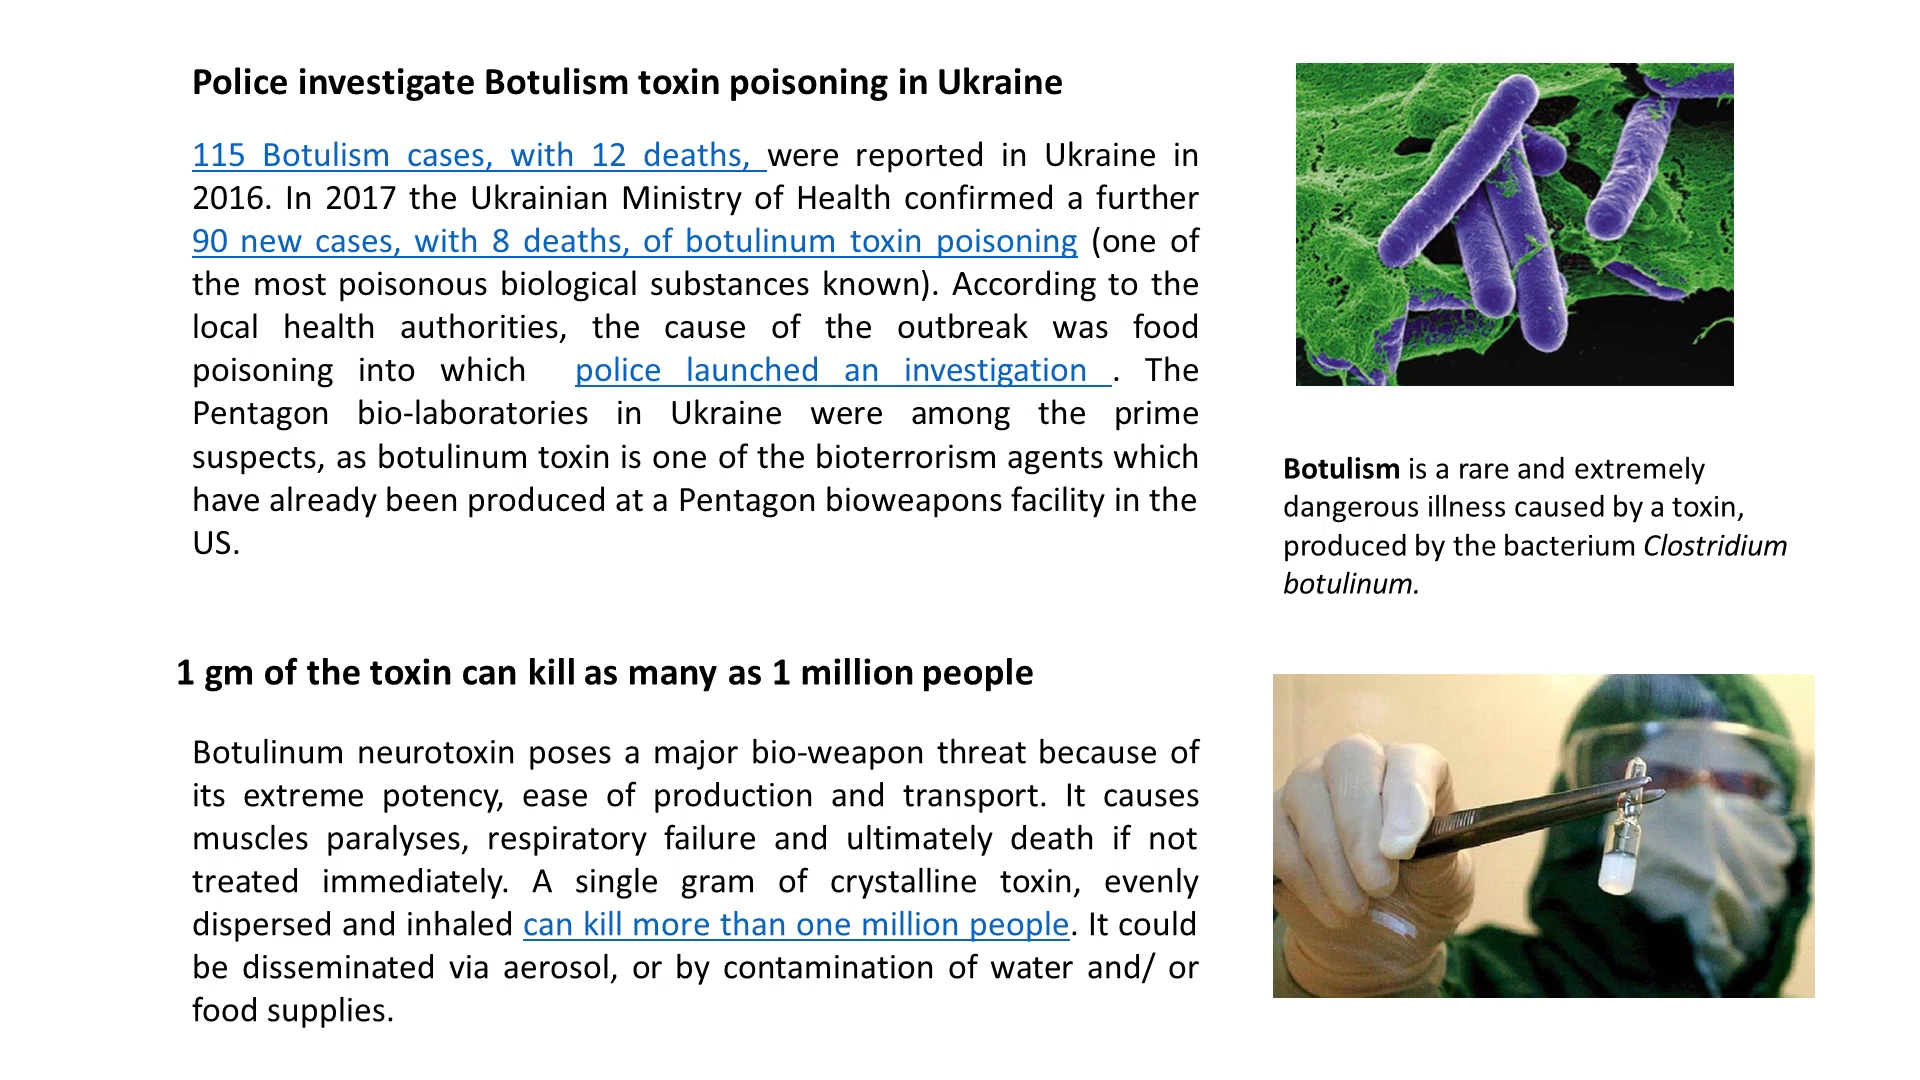 Police investigate Botulism toxin poisoning in Ukraine
115 Botulism cases, with 12 deaths, were reported in Ukraine in
2016. In 2017 the Ukrainian Ministry of Health confirmed a further
90 new cases, with 8 deaths, of botulinum toxin poisoning (one of
the most poisonous biological substances known). According to the
local health authorities, the cause of the outbreak was food
poisoning into which police launched an investigation . The
Pentagon bio-laboratories in Ukraine were among the prime
suspects, as botulinum toxin is one of the bioterrorism agents which
have already been produced at a Pentagon bioweapons facility in the
US.
Botulism is a rare and extremely
dangerous illness caused by a toxin,
produced by the bacterium Clostridium
botulinum.
1 gm of the toxin can kill as many as 1 million people
Botulinum neurotoxin poses a major bio-weapon threat because of
its extreme potency, ease of production and transport. It causes
muscles paralyses, respiratory failure and ultimately death if not
treated immediately. A single gram of crystalline toxin, evenly
dispersed and inhaled can kill more than one million people. It could
be disseminated via aerosol, or by contamination of water and/ or
food supplies.